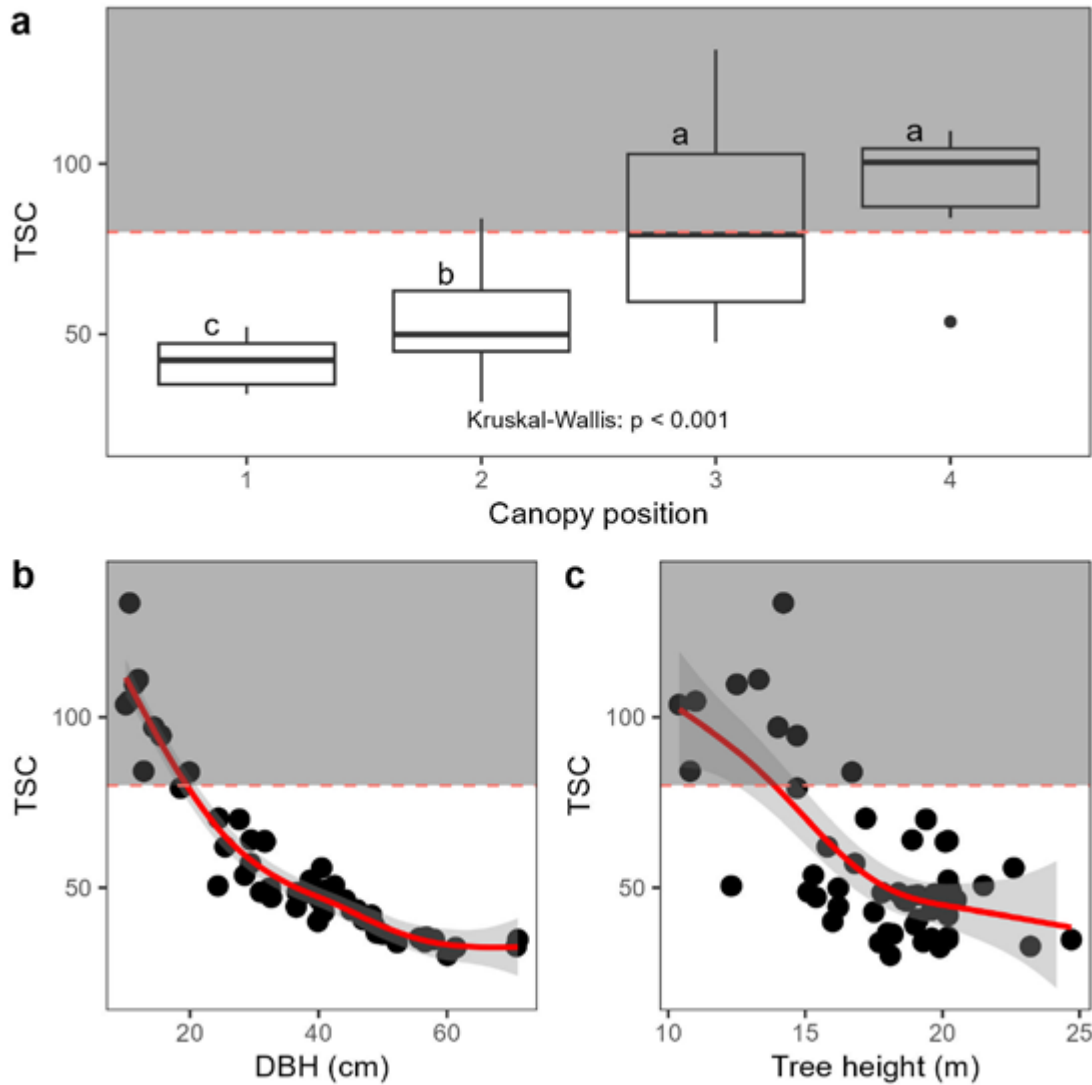 a
TSC
100
50
c
b
a
a
Kruskal-Wallis: p < 0.001
1 2 3 4
Canopy position
b
TSC
100
50
20 40 60
DBH (cm)
c
TSC
100
50
10 15 20 25
Tree height (m)